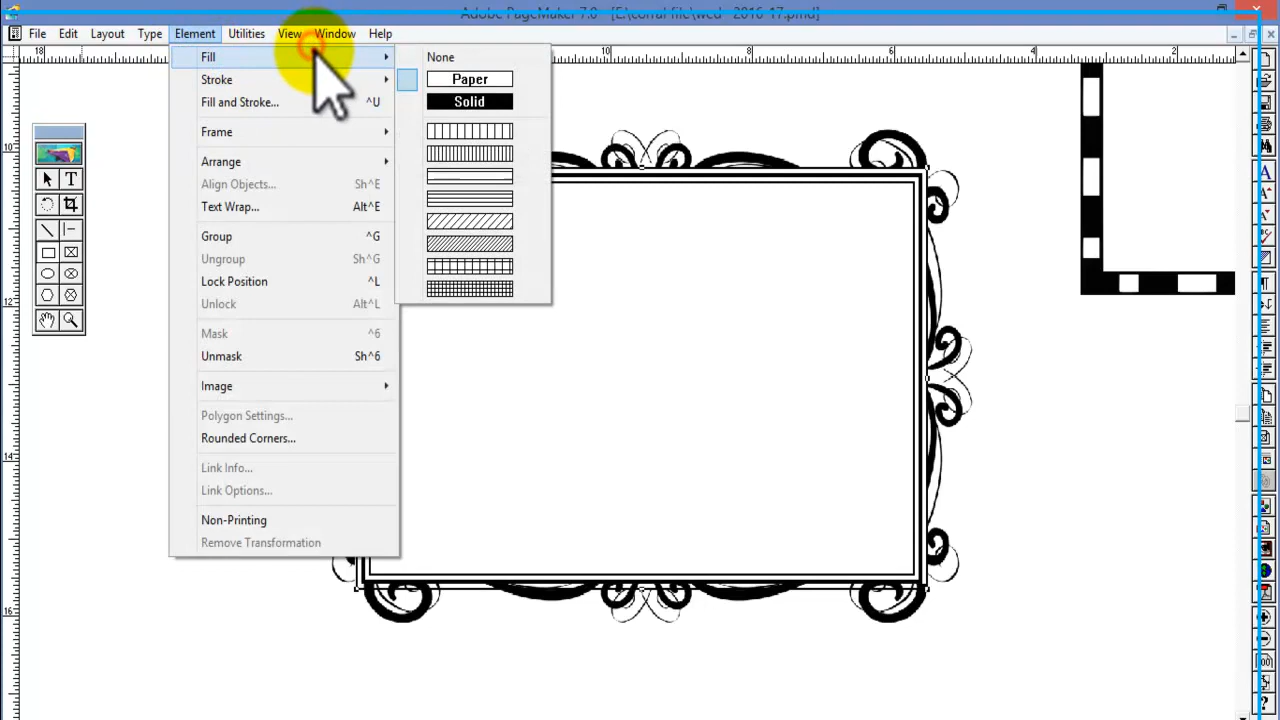 Adobe PageMaker 7.0 - [E:\corral file\wed - 2016-17.pmd]
File Edit Layout Type Element Utilities View Window Help
18 10 8 6 4 2
Fill
Stroke
Fill and Stroke... ^U
Frame
Arrange
Align Objects... Sh^E
Text Wrap... Alt^E
Group ^G
Ungroup Sh^G
Lock Position ^L
Unlock Alt^L
Mask ^6
Unmask Sh^6
Image
Polygon Settings...
Rounded Corners...
Link Info...
Link Options...
Non-Printing
Remove Transformation
None
Paper
Solid
T
10
12
14
16